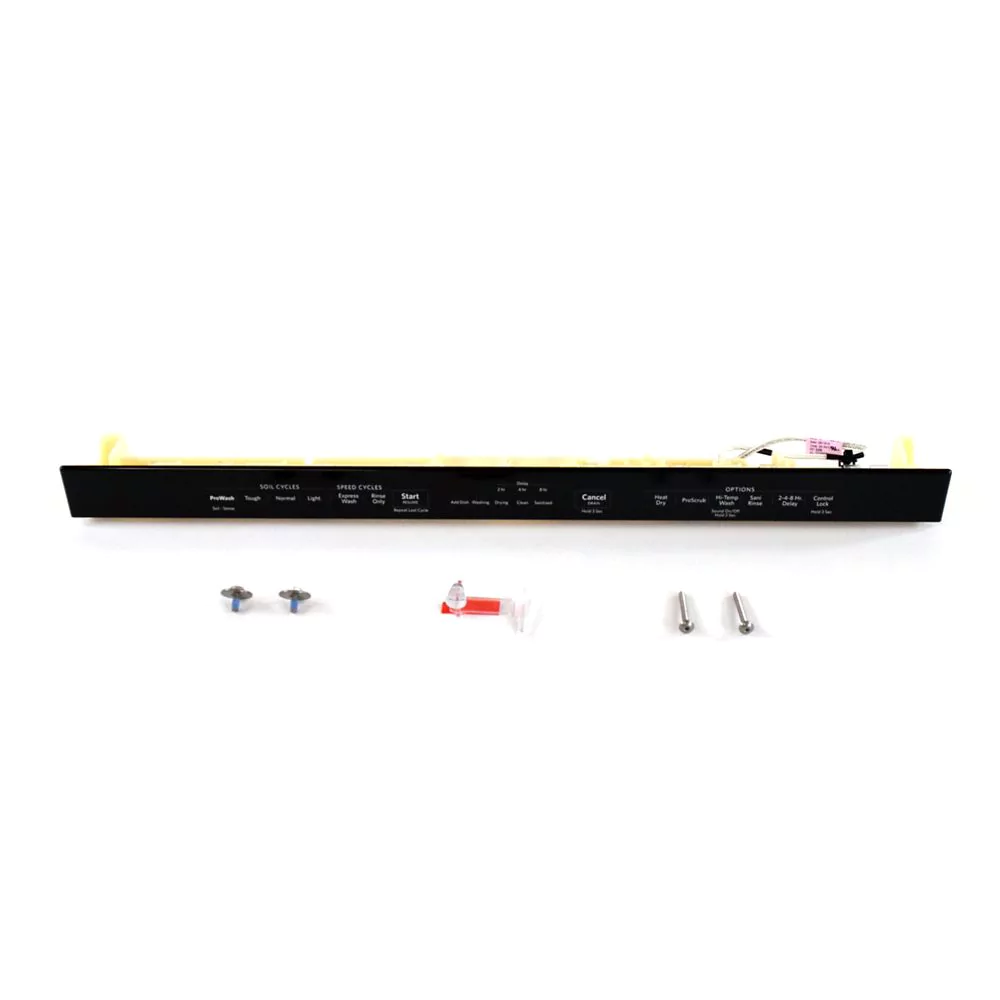 SOIL CYCLES
ProWash Tough Normal Light
Soil - Sense
SPEED CYCLES
Express Wash
Rinse Only
Start
RESUME
Repeat Last Cycle
Delay
2 hr 4 hr 8 hr
Add Dish Washing Drying Clean Sanitized
Cancel
DRAIN
Hold 3 Sec
OPTIONS
Heat Dry
ProScrub
Hi-Temp Wash
Sani Rinse
2-4-8 Hr. Delay
Control Lock
Sound On/Off
Hold 3 Sec
Hold 3 Sec